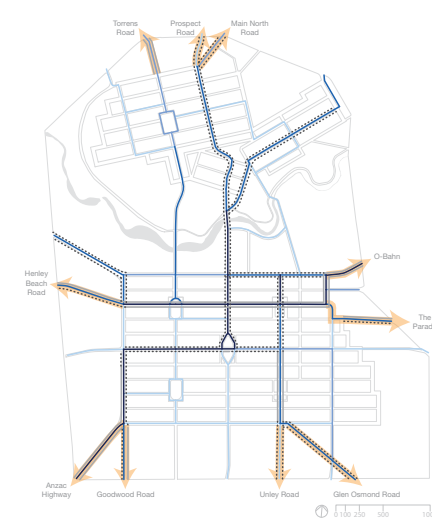 Torrens
Road
Prospect
Road
Main North
Road
O-Bahn
Henley
Beach
Road
The
Parad
Anzac
Highway
Goodwood Road
Unley Road
Glen Osmond Road
0 100 250 500 100